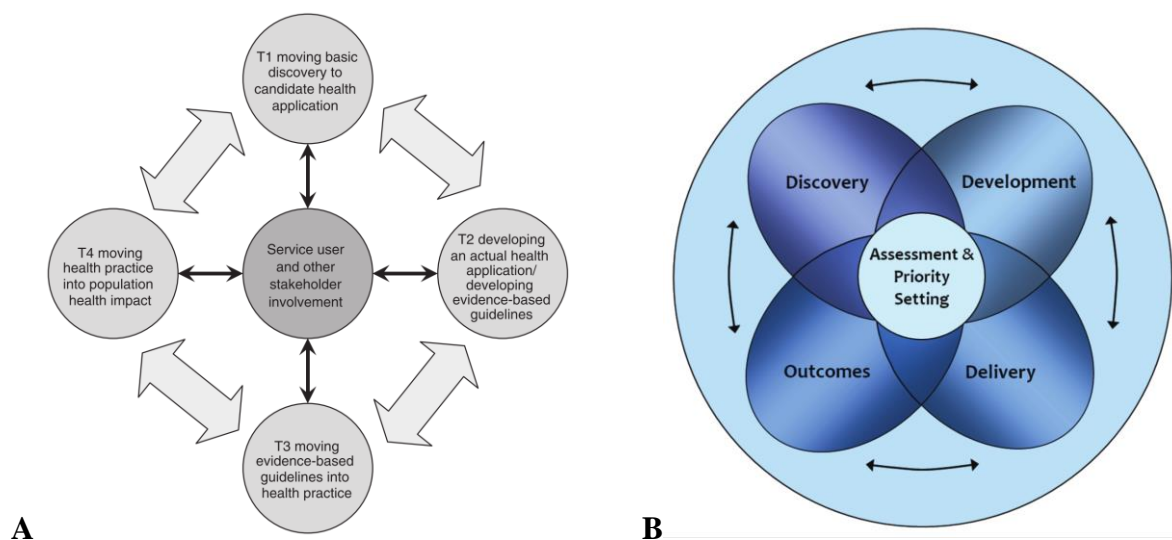 T1 moving basic
discovery to
candidate health
application
T4 moving
health practice
into population
health impact
Service user
and other
stakeholder
involvement
T2 developing
an actual health
application/
developing
evidence-based
guidelines
T3 moving
evidence-based
guidelines into
health practice
A
Discovery
Development
Assessment &
Priority
Setting
Outcomes
Delivery
B